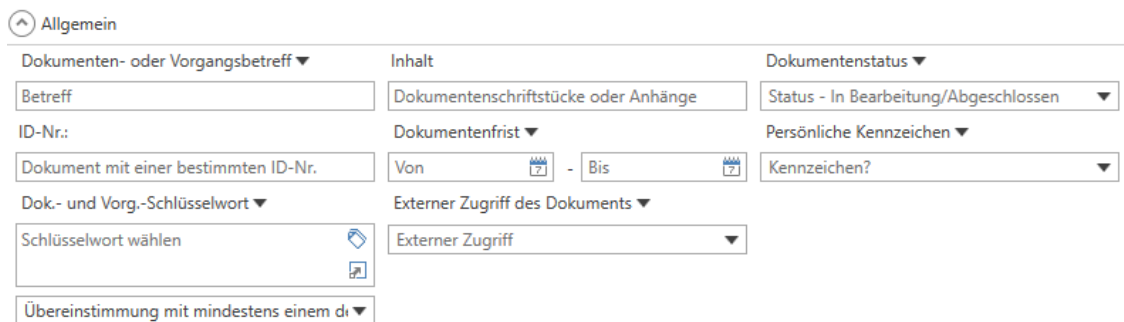 Allgemein
Dokumenten- oder Vorgangsbetreff
Inhalt
Dokumentenstatus
Betreff
Dokumentenschriftstücke oder Anhänge
Status - In Bearbeitung/Abgeschlossen
ID-Nr.:
Dokumentenfrist
Persönliche Kennzeichen
Dokument mit einer bestimmten ID-Nr.
Von
7
-
Bis
7
Kennzeichen?
Dok.- und Vorg.-Schlüsselwort
Externer Zugriff des Dokuments
Schlüsselwort wählen
Externer Zugriff
Übereinstimmung mit mindestens einem